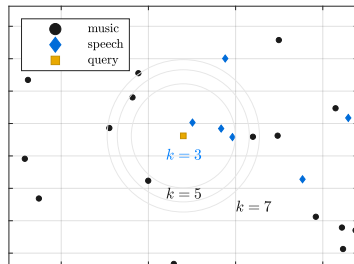 music
speech
query
k = 3
k = 5
k = 7